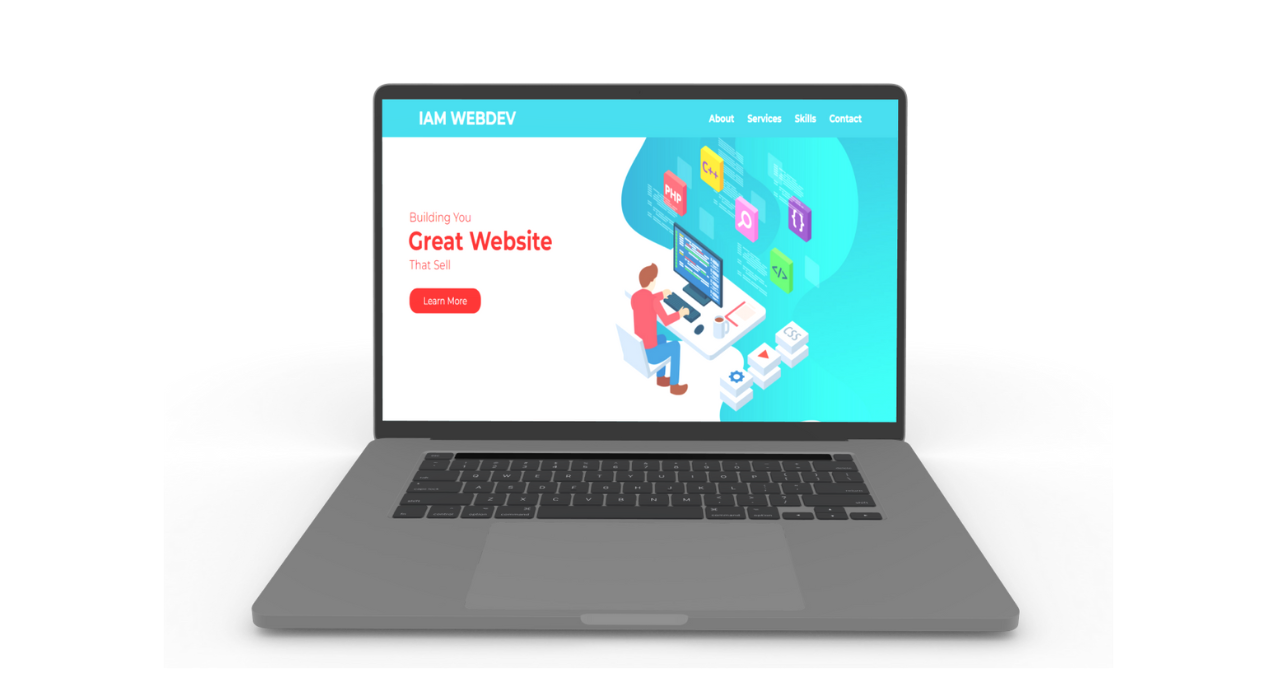 IAM WEBDEV
About Services Skills Contact
Building You
Great Website
That Sell
Learn More
PHP
C++
{}
</>
CSS
Q W E R T Y U I O P
A S D F G H J K L
Z X C V B N M